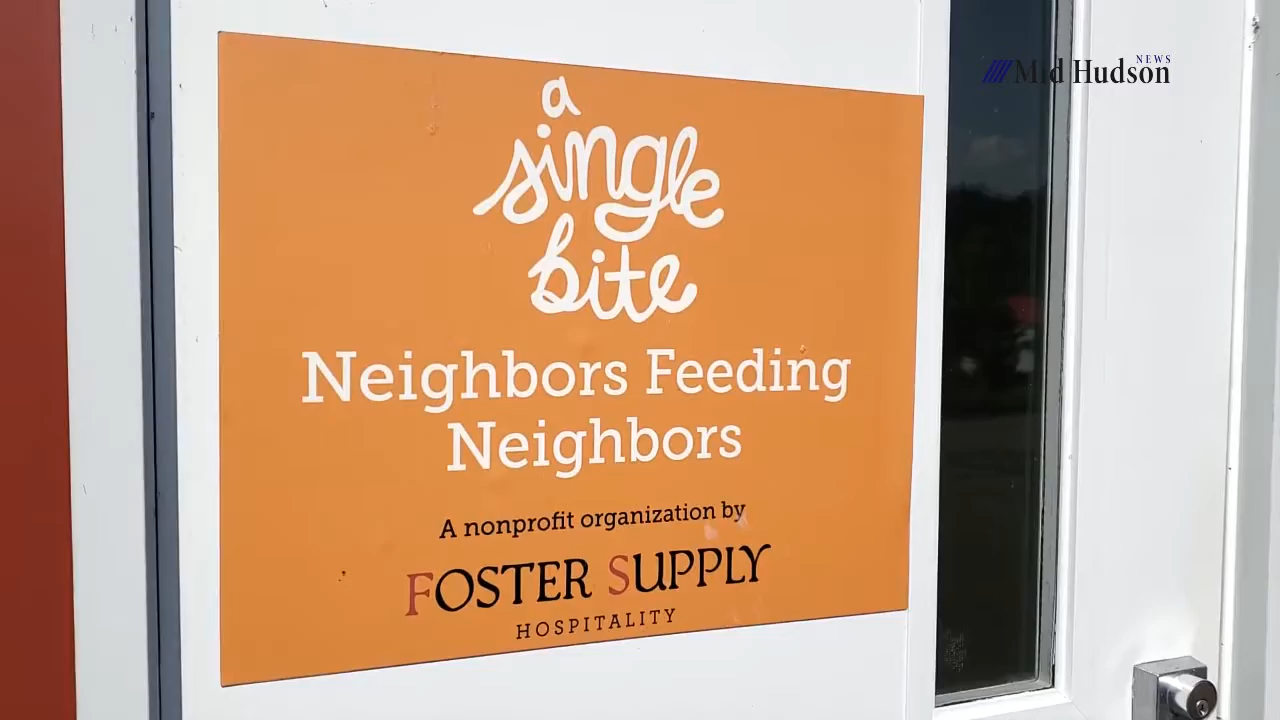 a
single
bite
Neighbors Feeding
Neighbors
A nonprofit organization by
FOSTER SUPPLY
HOSPITALITY
NEWS
Mid Hudson